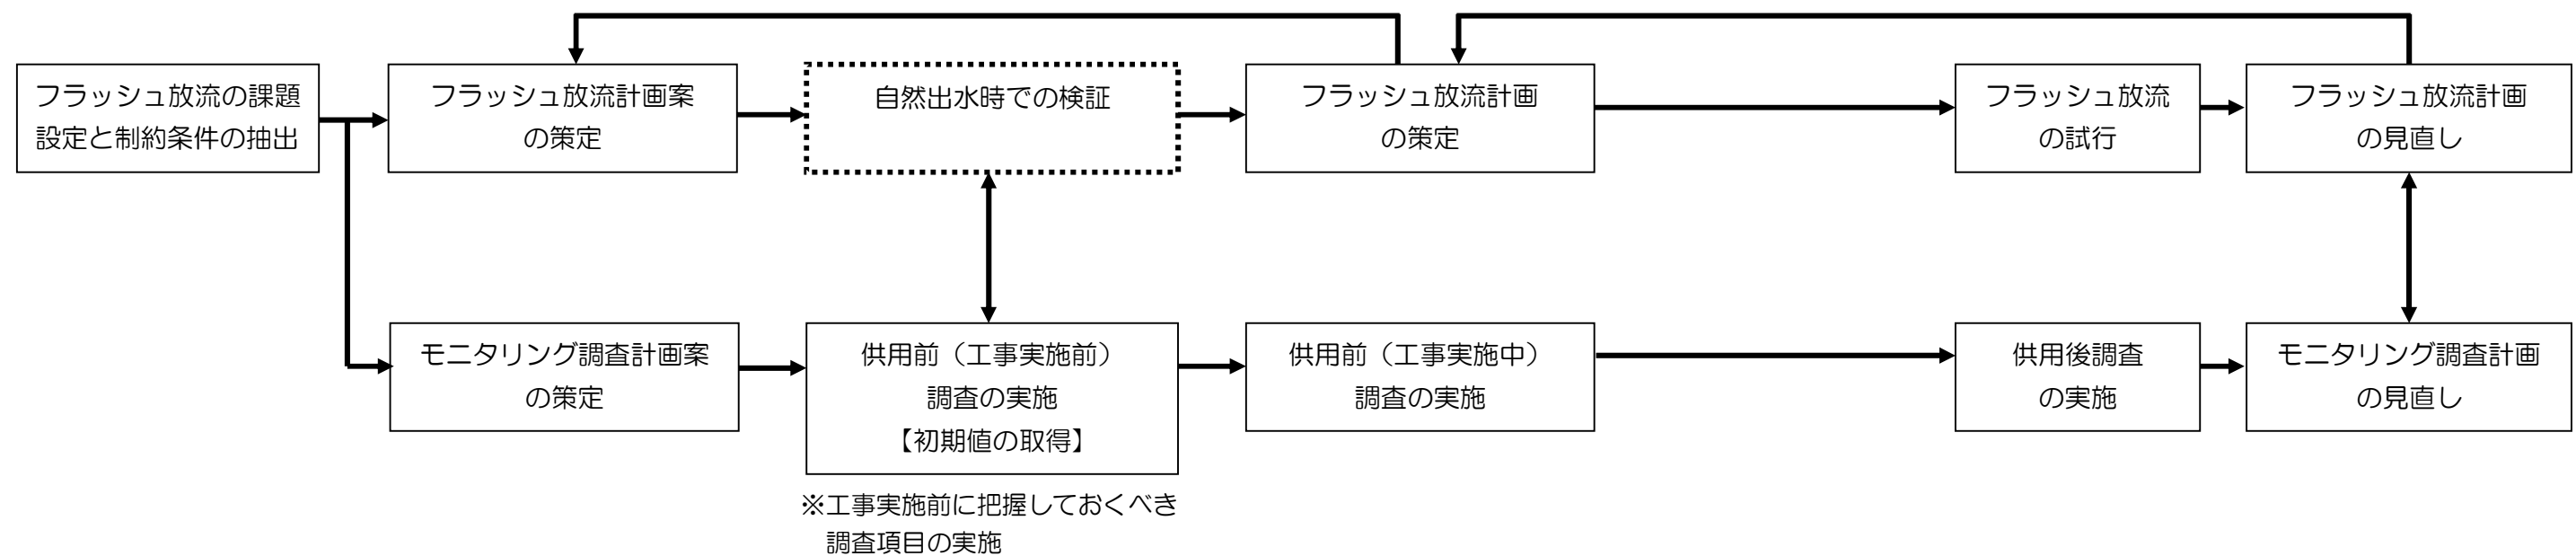 フラッシュ放流の課題
設定と制約条件の抽出
フラッシュ放流計画案
の策定
自然出水時での検証
フラッシュ放流計画
の策定
フラッシュ放流
の試行
フラッシュ放流計画
の見直し
モニタリング調査計画案
の策定
供用前（工事実施前）
調査の実施
【初期値の取得】
※工事実施前に把握しておくべき
調査項目の実施
供用前（工事実施中）
調査の実施
供用後調査
の実施
モニタリング調査計画
の見直し